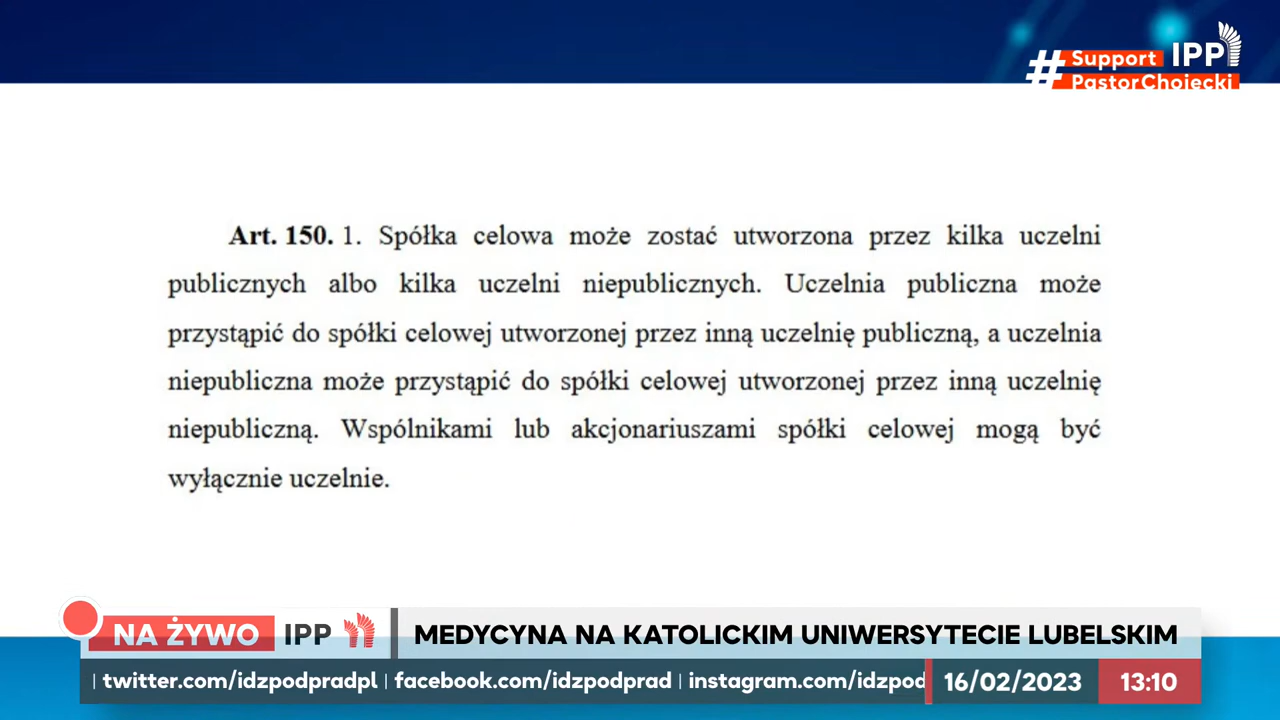 #Support IPP
PastorChojecki
Art. 150. 1. Spółka celowa może zostać utworzona przez kilka uczelni
publicznych albo kilka uczelni niepublicznych. Uczelnia publiczna może
przystąpić do spółki celowej utworzonej przez inną uczelnię publiczną, a uczelnia
niepubliczna może przystąpić do spółki celowej utworzonej przez inną uczelnię
niepubliczną. Wspólnikami lub akcjonariuszami spółki celowej mogą być
wyłącznie uczelnie.
NA ŻYWO IPP MEDYCYNA NA KATOLICKIM UNIWERSYTECIE LUBELSKIM
| twitter.com/idzpodpradpl | facebook.com/idzpodprad | instagram.com/idzpod 16/02/2023 13:10